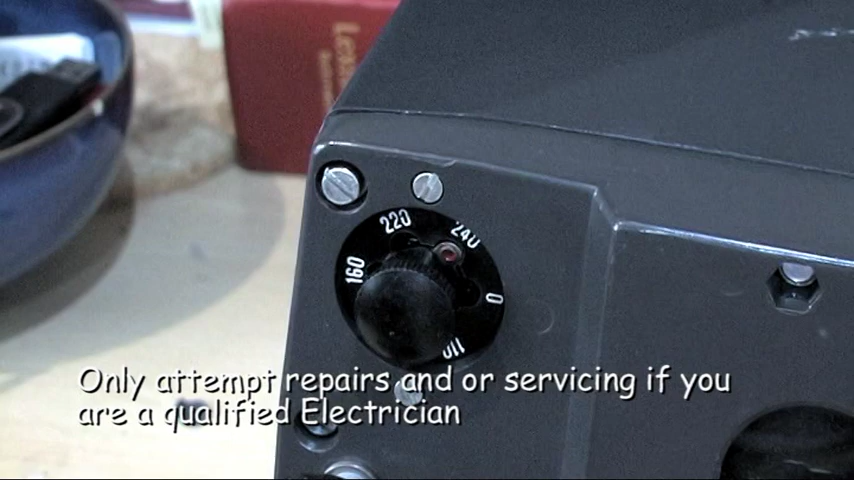 220
240
160
0
110
Only attempt repairs and or servicing if you
are a qualified Electrician